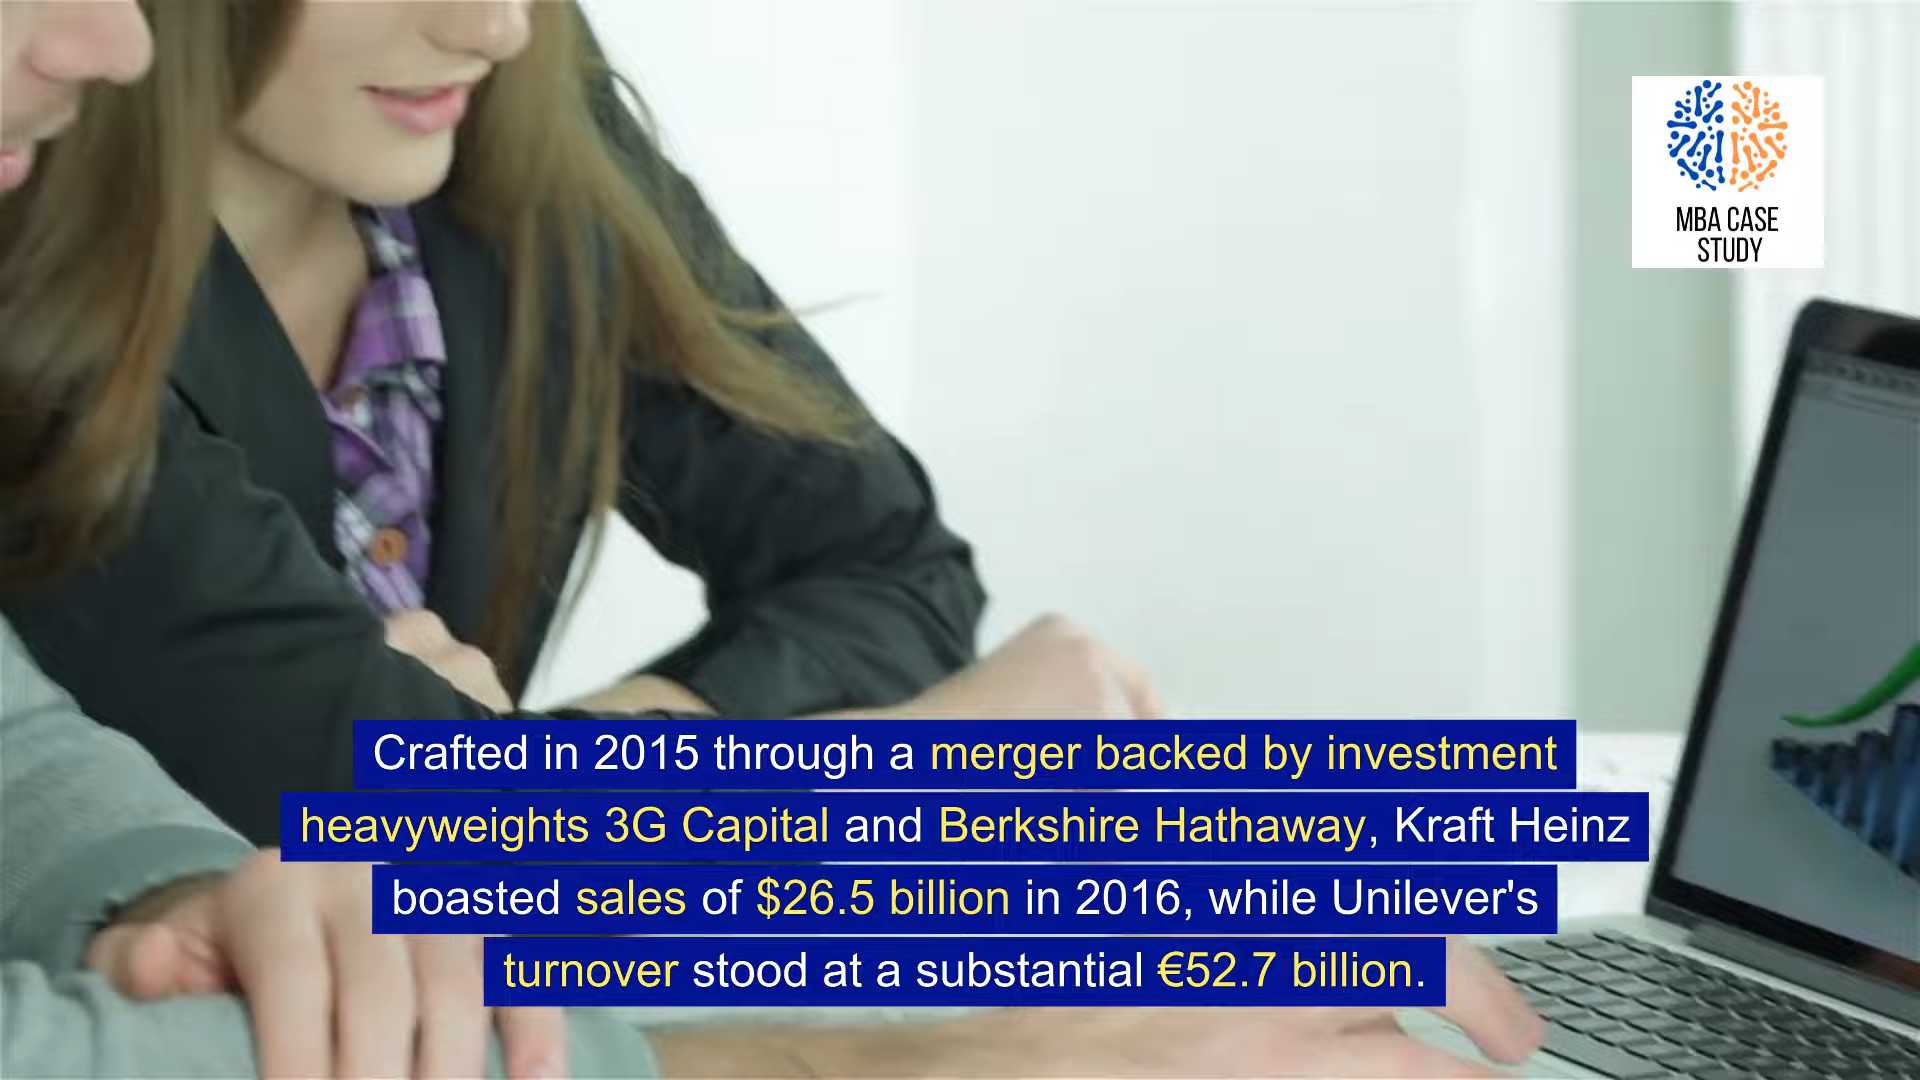 MBA CASE
STUDY
Crafted in 2015 through a merger backed by investment
heavyweights 3G Capital and Berkshire Hathaway, Kraft Heinz
boasted sales of $26.5 billion in 2016, while Unilever's
turnover stood at a substantial €52.7 billion.